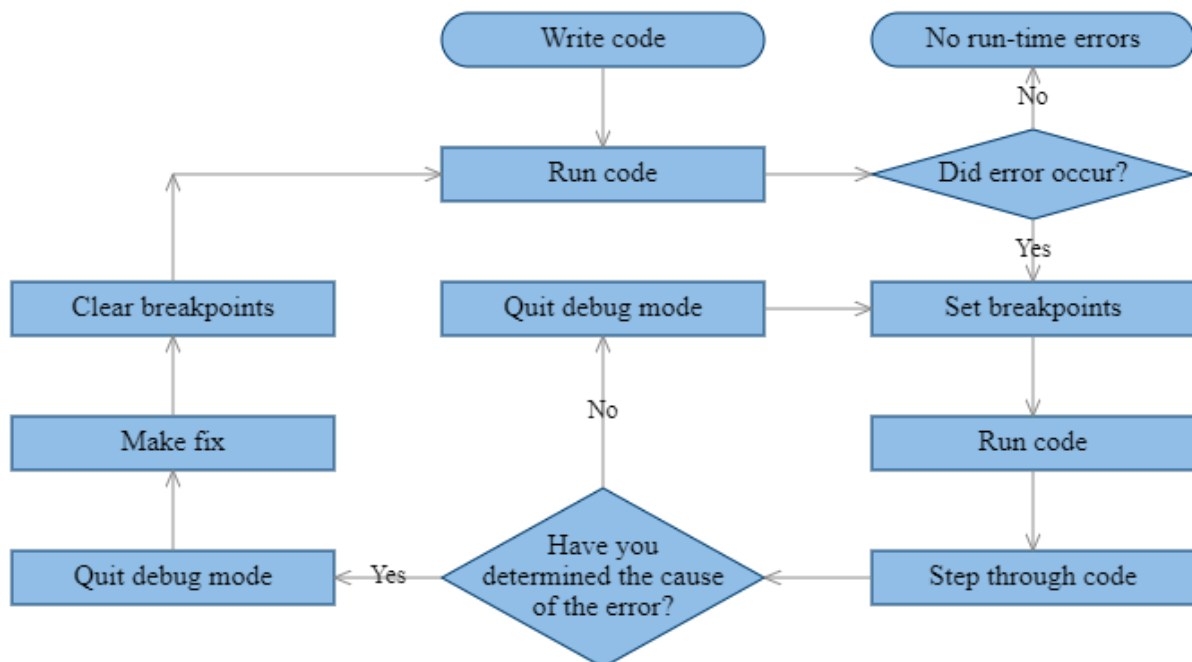 Write code
No run-time errors
No
Run code
Did error occur?
Yes
Clear breakpoints
Quit debug mode
Set breakpoints
No
Make fix
Run code
Have you
determined the cause
of the error?
Quit debug mode
Yes
Step through code